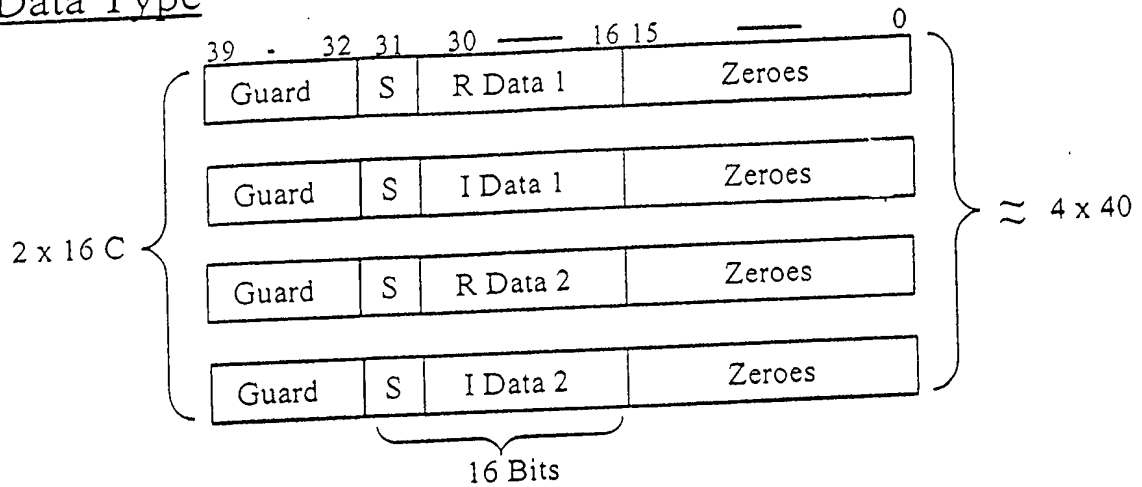 Data Type
39 - 32 31 30 — 16 15 — 0
Guard S R Data 1 Zeroes
Guard S I Data 1 Zeroes
2 x 16 C ≈ 4 x 40
Guard S R Data 2 Zeroes
Guard S I Data 2 Zeroes
16 Bits